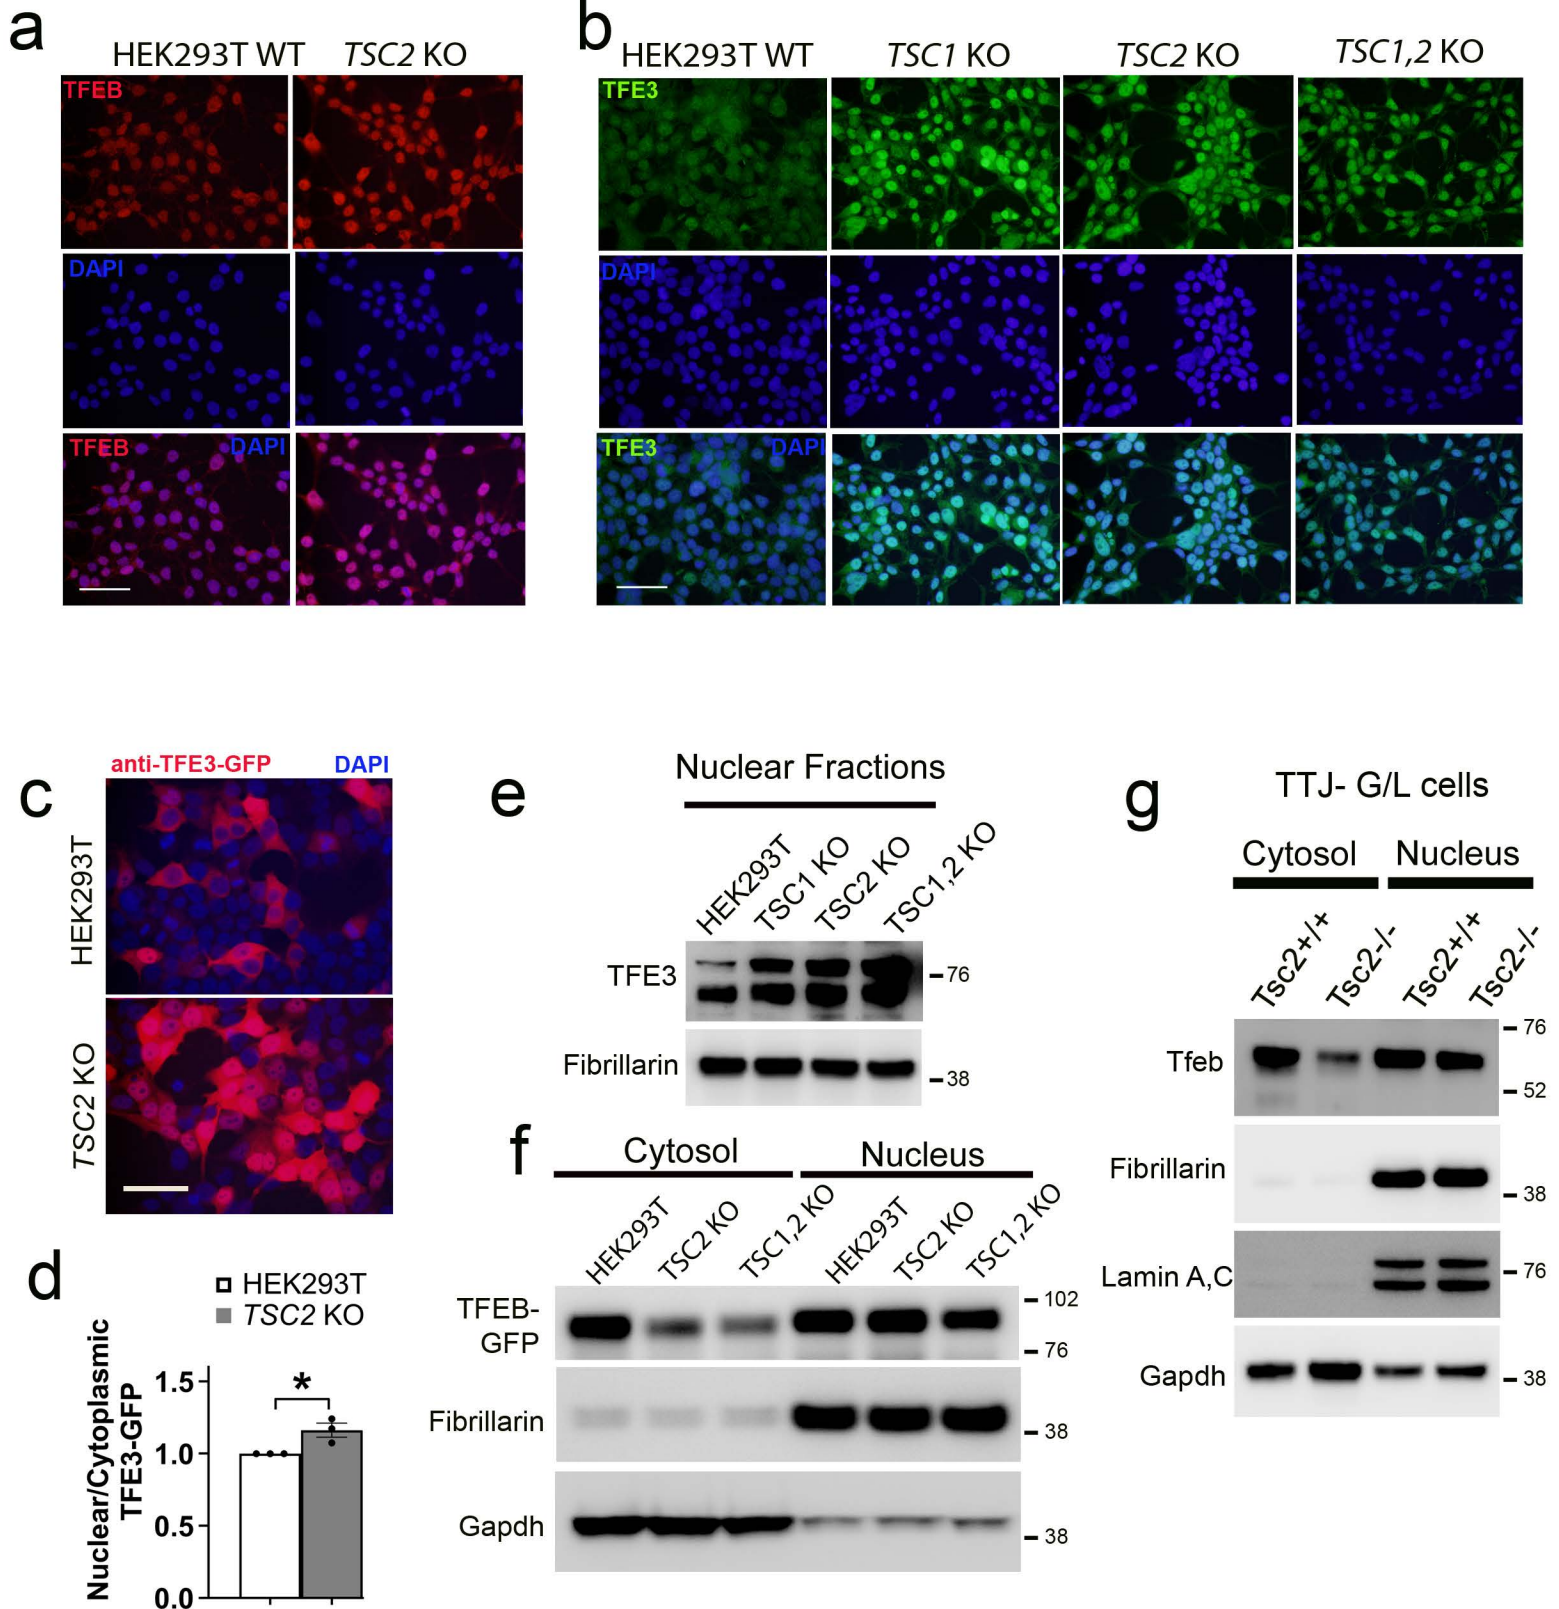 a
HEK293T WT TSC2 KO
TFEB
DAPI
TFEB DAPI
b
HEK293T WT TSC1 KO TSC2 KO TSC1,2 KO
TFE3
DAPI
TFE3 DAPI
c
anti-TFE3-GFP DAPI
HEK293T
TSC2 KO
d
HEK293T
TSC2 KO
Nuclear/Cytoplasmic
TFE3-GFP
*
1.5
1.0
0.5
0.0
e
Nuclear Fractions
HEK293T TSC1 KO TSC2 KO TSC1,2 KO
TFE3 76
Fibrillarin 38
f
Cytosol Nucleus
HEK293T TSC2 KO TSC1,2 KO HEK293T TSC2 KO TSC1,2 KO
TFEB-
GFP
102
76
Fibrillarin 38
Gapdh 38
g
TTJ- G/L cells
Cytosol Nucleus
Tsc2+/+ Tsc2-/- Tsc2+/+ Tsc2-/-
Tfeb
76
52
Fibrillarin 38
Lamin A,C 76
Gapdh 38